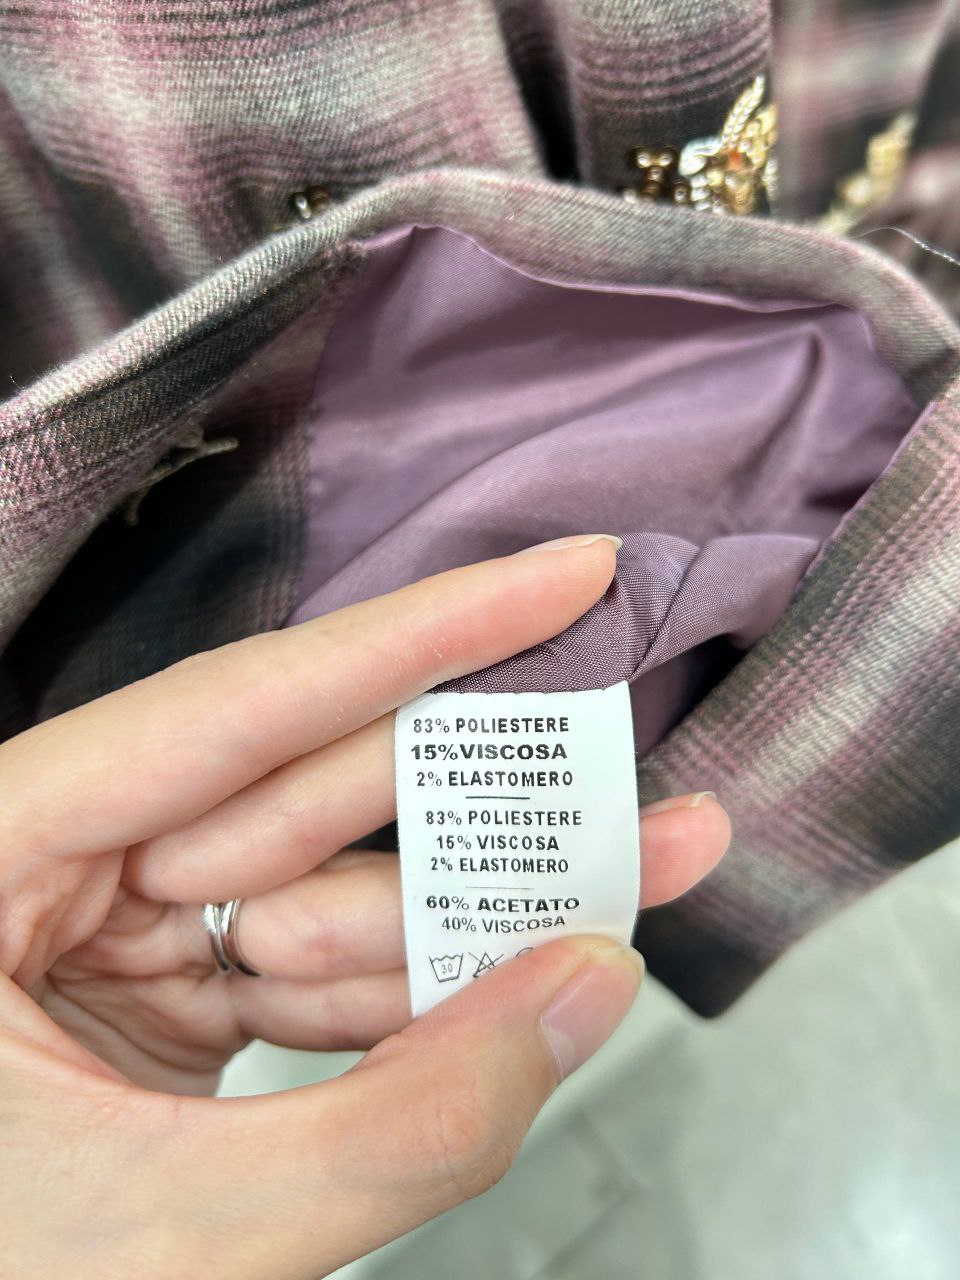 83% POLIESTERE
15%VISCOSA
2% ELASTOMERO
83% POLIESTERE
15% VISCOSA
2% ELASTOMERO
60% ACETATO
40% VISCOSA
30